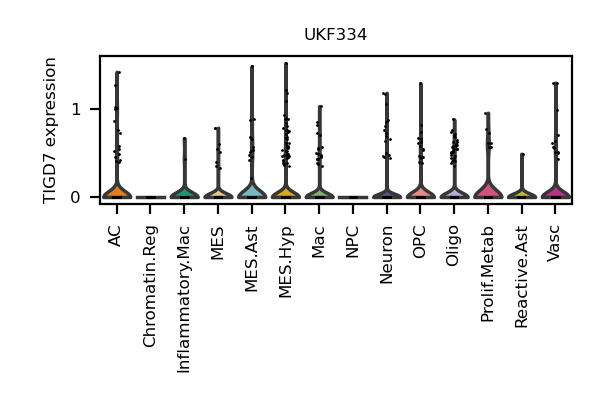 UKF334
TIGD7 expression
1
0
AC
Chromatin.Reg
Inflammatory.Mac
MES
MES.Ast
MES.Hyp
Mac
NPC
Neuron
OPC
Oligo
Prolif.Metab
Reactive.Ast
Vasc